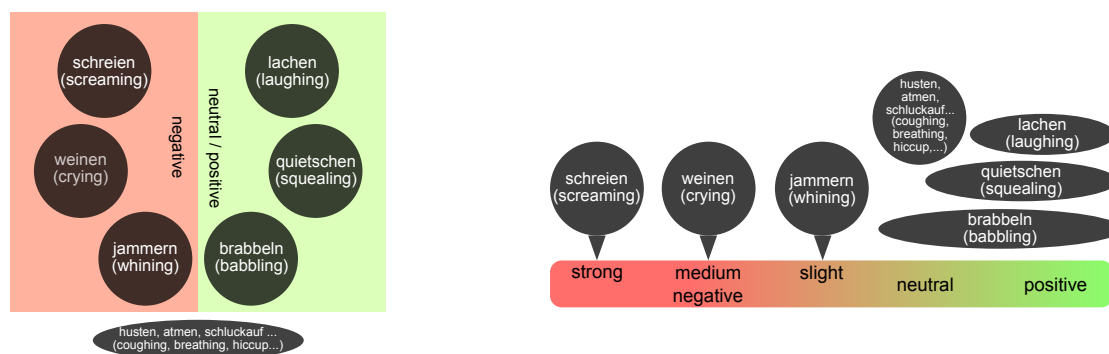 schreien
(screaming)
weinen
(crying)
jammern
(whining)
negative
neutral / positive
lachen
(laughing)
quietschen
(squealing)
brabbeln
(babbling)
husten, atmen, schluckauf ...
(coughing, breathing, hiccup...)
schreien
(screaming)
weinen
(crying)
jammern
(whining)
husten,
atmen,
schluckauf...
(coughing,
breathing,
hiccup,...)
lachen
(laughing)
quietschen
(squealing)
brabbeln
(babbling)
strong
medium
slight
negative
neutral
positive